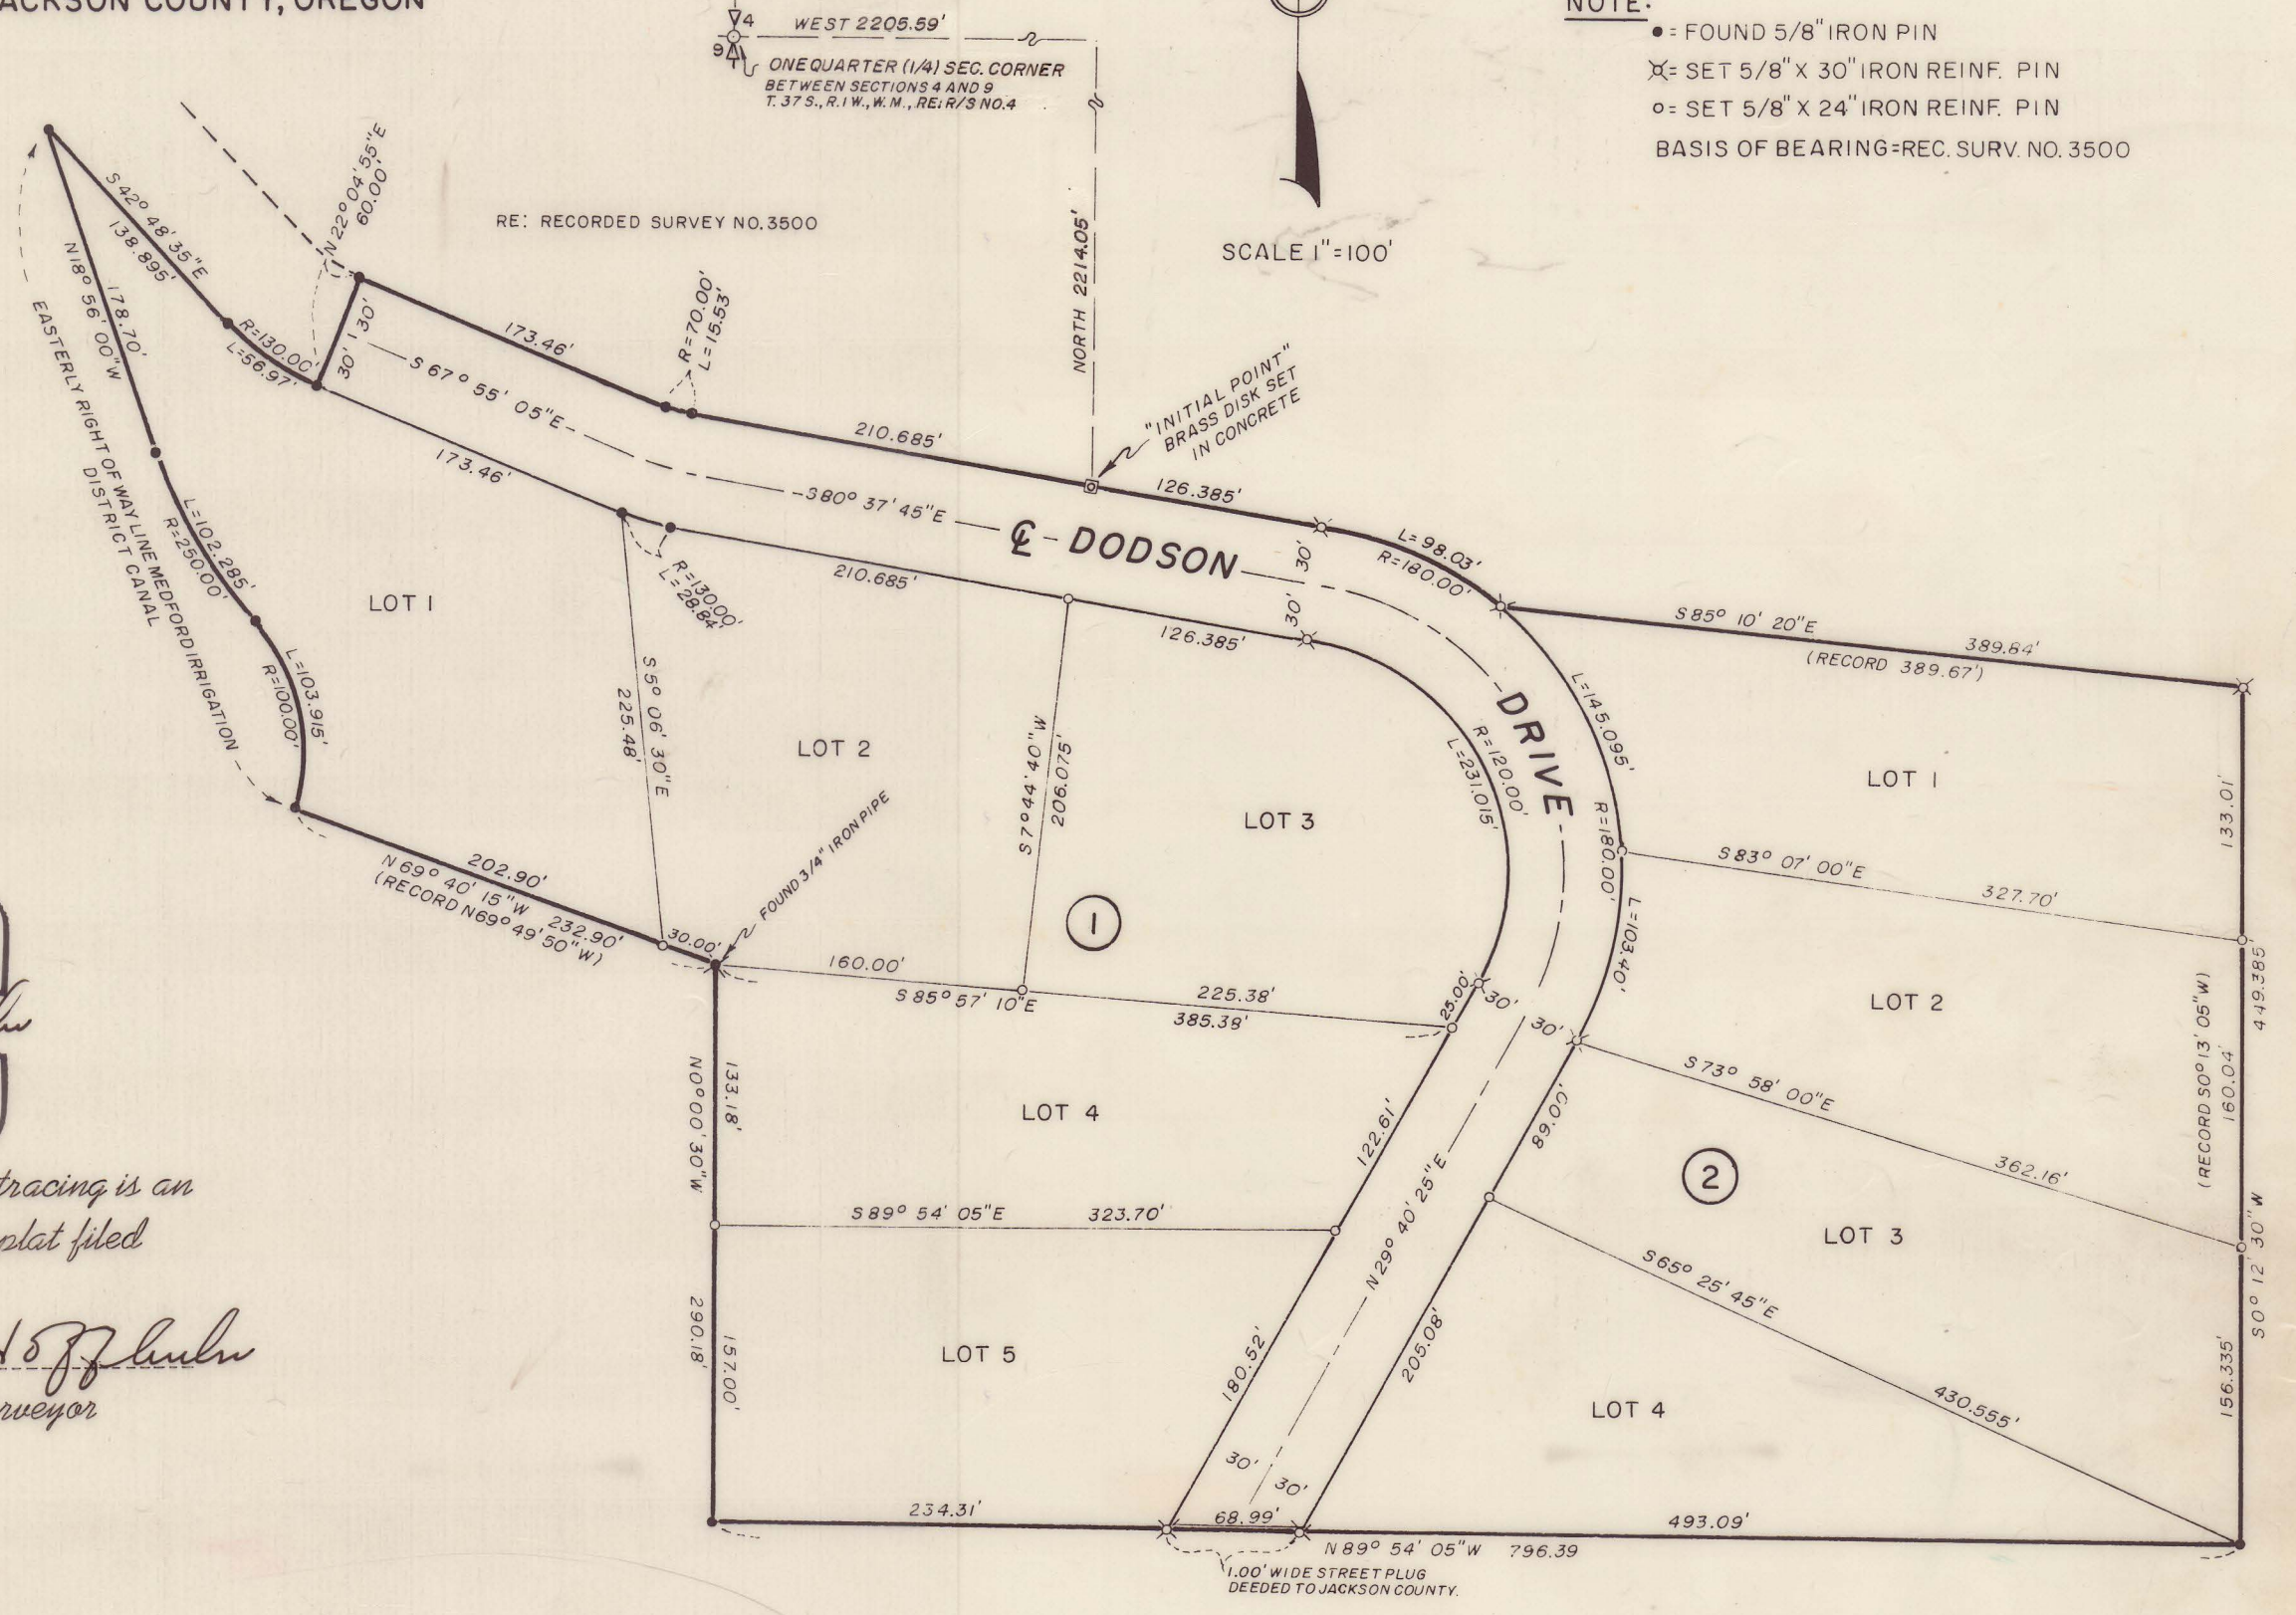 JACKSON COUNTY, OREGON
4
9
WEST 2205.59'
ONE QUARTER (1/4) SEC. CORNER
BETWEEN SECTIONS 4 AND 9
T. 37 S., R. 1 W., W. M., RE: R/S NO. 4
NOTE:
●= FOUND 5/8" IRON PIN
= SET 5/8" X 30" IRON REINF. PIN
○= SET 5/8" X 24" IRON REINF. PIN
BASIS OF BEARING=REC. SURV. NO. 3500
SCALE 1"=100'
RE: RECORDED SURVEY NO. 3500
NORTH 2214.05'
"INITIAL POINT"
BRASS DISK SET
IN CONCRETE
N 22° 04' 55"E
60.00'
S 42° 48' 35"E
138.895'
N18° 56' 00"W
178.70'
EASTERLY RIGHT OF WAY LINE MEDFORD IRRIGATION
DISTRICT CANAL
R=130.00'
L=56.97'
30'
30'
173.46'
S 67° 55' 05"E
173.46'
R=70.00'
L=15.53'
210.685'
S80° 37' 45"E
℄ DODSON DRIVE
126.385'
L=98.03'
R=180.00'
30'
30'
R=130.00'
L=28.84'
210.685'
126.385'
L=102.285'
R=250.00'
L=103.915'
R=100.00'
LOT 1
S5° 06' 30"E
225.48'
LOT 2
S 7° 44' 40"W
206.075'
LOT 3
1
R=120.00'
L=231.015'
L=145.095'
R=180.00'
L=103.40'
S 85° 10' 20"E
389.84'
(RECORD 389.67')
LOT 1
133.01'
S 83° 07' 00"E
327.70'
LOT 2
449.385
(RECORD S0° 13' 05"W)
160.04'
S0° 12' 30"W
202.90'
N 69° 40' 15"W 232.90'
(RECORD N69° 49' 50"W)
30.00'
FOUND 3/4" IRON PIPE
160.00'
S 85° 57' 10"E
225.38'
385.38'
25.00'
30'
30'
S 73° 58' 00"E
362.16'
N0° 00' 30"W
133.18'
LOT 4
122.61'
89.00'
2
LOT 3
S 89° 54' 05"E 323.70'
N 29° 40' 25"E
S 65° 25' 45"E
430.555'
156.335'
290.18'
157.00'
LOT 5
180.52'
205.08'
LOT 4
30'
30'
234.31'
68.99'
493.09'
N 89° 54' 05"W 796.39
1.00' WIDE STREET PLUG
DEEDED TO JACKSON COUNTY.
tracing is an
plat filed